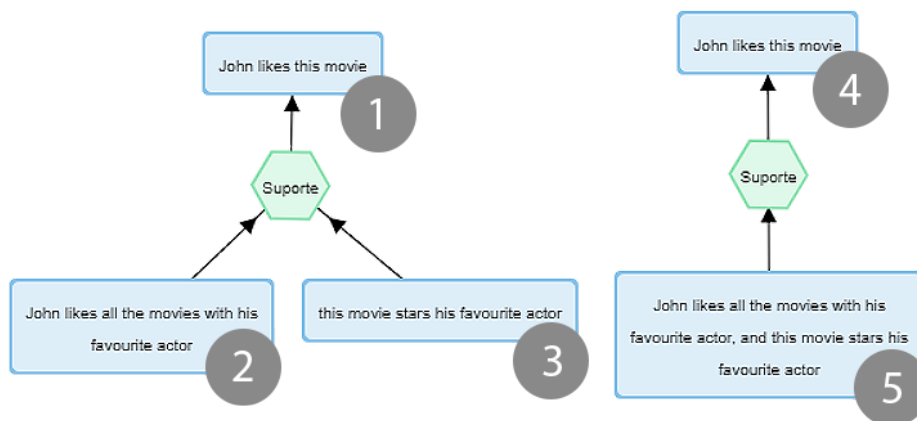 John likes this movie
1
Suporte
John likes all the movies with his
favourite actor
2
this movie stars his favourite actor
3
John likes this movie
4
Suporte
John likes all the movies with his
favourite actor, and this movie stars his
favourite actor
5